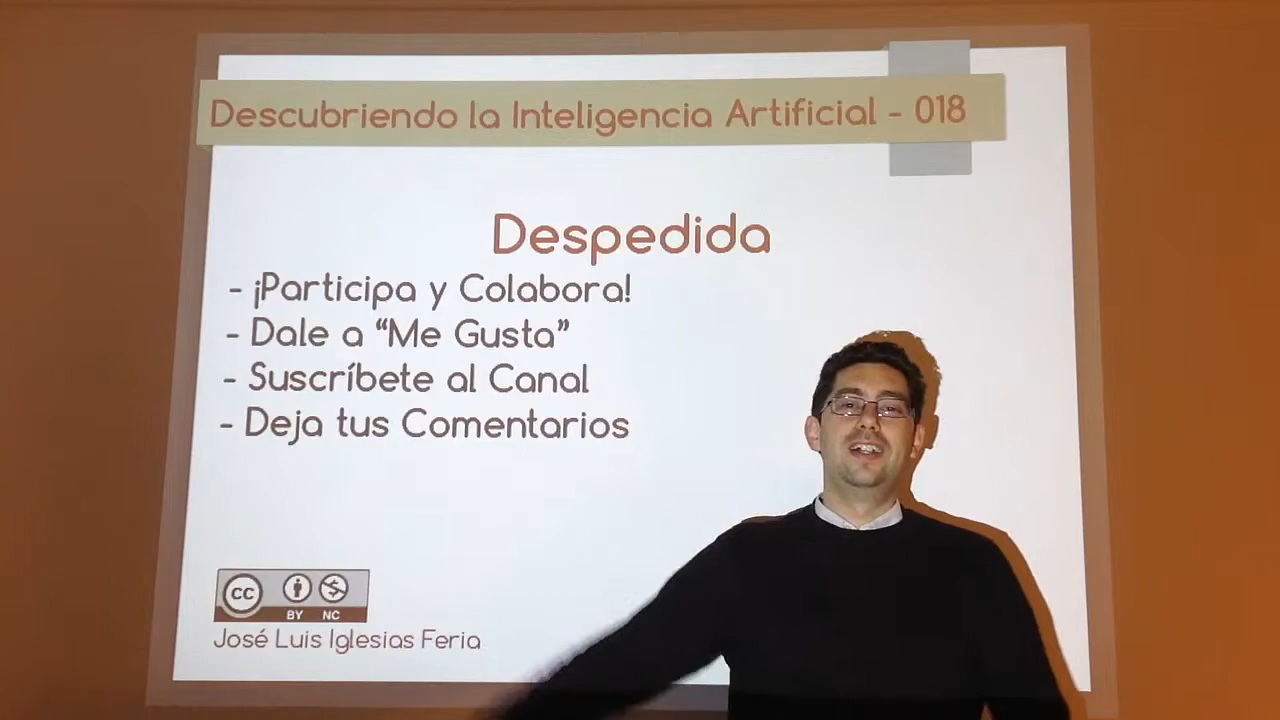 Descubriendo la Inteligencia Artificial - 018
Despedida
- ¡Participa y Colabora!
- Dale a “Me Gusta”
- Suscríbete al Canal
- Deja tus Comentarios
CC
BY NC
José Luis Iglesias Feria